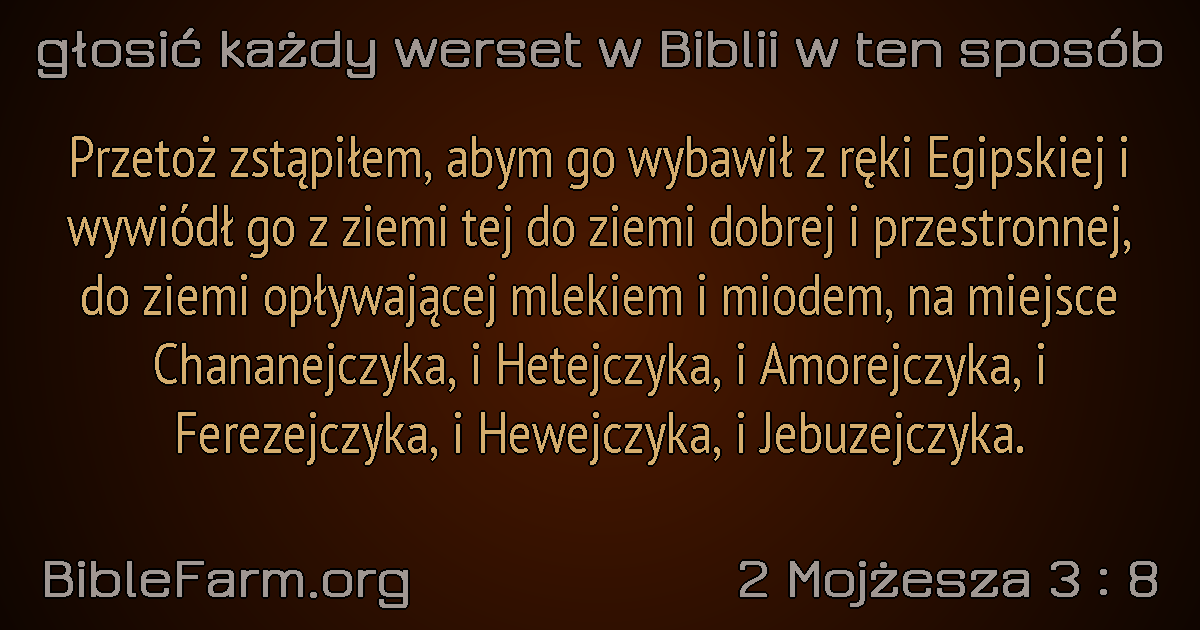 głosić każdy werset w Biblii w ten sposób
Przetoż zstąpiłem, abym go wybawił z ręki Egipskiej i
wywiódł go z ziemi tej do ziemi dobrej i przestronnej,
do ziemi opływającej mlekiem i miodem, na miejsce
Chananejczyka, i Hetejczyka, i Amorejczyka, i
Ferezejczyka, i Hewejczyka, i Jebuzejczyka.
BibleFarm.org
2 Mojżesza 3 : 8